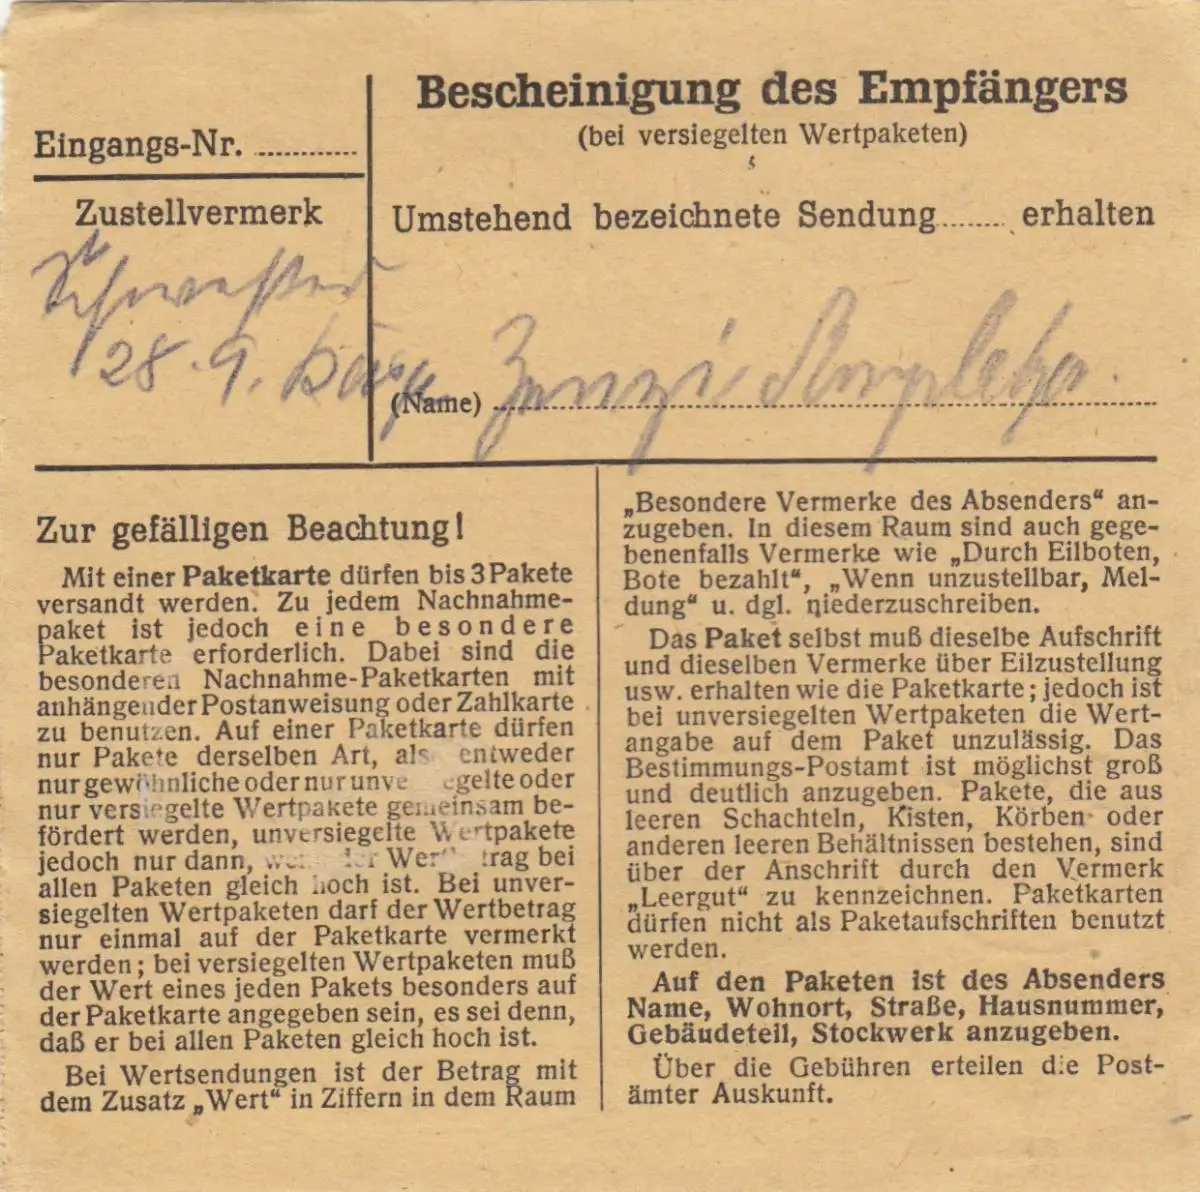 Eingangs-Nr. ............
Zustellvermerk
Schwester
28. 9.
Bescheinigung des Empfängers
(bei versiegelten Wertpaketen)
Umstehend bezeichnete Sendung........ erhalten
(Name) Zenzi
Zur gefälligen Beachtung!
Mit einer Paketkarte dürfen bis 3 Pakete
versandt werden. Zu jedem Nachnahme-
paket ist jedoch eine besondere
Paketkarte erforderlich. Dabei sind die
besonderen Nachnahme-Paketkarten mit
anhängender Postanweisung oder Zahlkarte
zu benutzen. Auf einer Paketkarte dürfen
nur Pakete derselben Art, also entweder
nur gewöhnliche oder nur unversiegelte oder
nur versiegelte Wertpakete gemeinsam be-
fördert werden, unversiegelte Wertpakete
jedoch nur dann, wenn der Wertbetrag bei
allen Paketen gleich hoch ist. Bei unver-
siegelten Wertpaketen darf der Wertbetrag
nur einmal auf der Paketkarte vermerkt
werden; bei versiegelten Wertpaketen muß
der Wert eines jeden Pakets besonders auf
der Paketkarte angegeben sein, es sei denn,
daß er bei allen Paketen gleich hoch ist.
Bei Wertsendungen ist der Betrag mit
dem Zusatz „Wert“ in Ziffern in dem Raum
„Besondere Vermerke des Absenders“ an-
zugeben. In diesem Raum sind auch gege-
benenfalls Vermerke wie „Durch Eilboten,
Bote bezahlt“, „Wenn unzustellbar, Mel-
dung“ u. dgl. niederzuschreiben.
Das Paket selbst muß dieselbe Aufschrift
und dieselben Vermerke über Eilzustellung
usw. erhalten wie die Paketkarte; jedoch ist
bei unversiegelten Wertpaketen die Wert-
angabe auf dem Paket unzulässig. Das
Bestimmungs-Postamt ist möglichst groß
und deutlich anzugeben. Pakete, die aus
leeren Schachteln, Kisten, Körben oder
anderen leeren Behältnissen bestehen, sind
über der Anschrift durch den Vermerk
„Leergut“ zu kennzeichnen. Paketkarten
dürfen nicht als Paketaufschriften benutzt
werden.
Auf den Paketen ist des Absenders
Name, Wohnort, Straße, Hausnummer,
Gebäudeteil, Stockwerk anzugeben.
Über die Gebühren erteilen die Post-
ämter Auskunft.